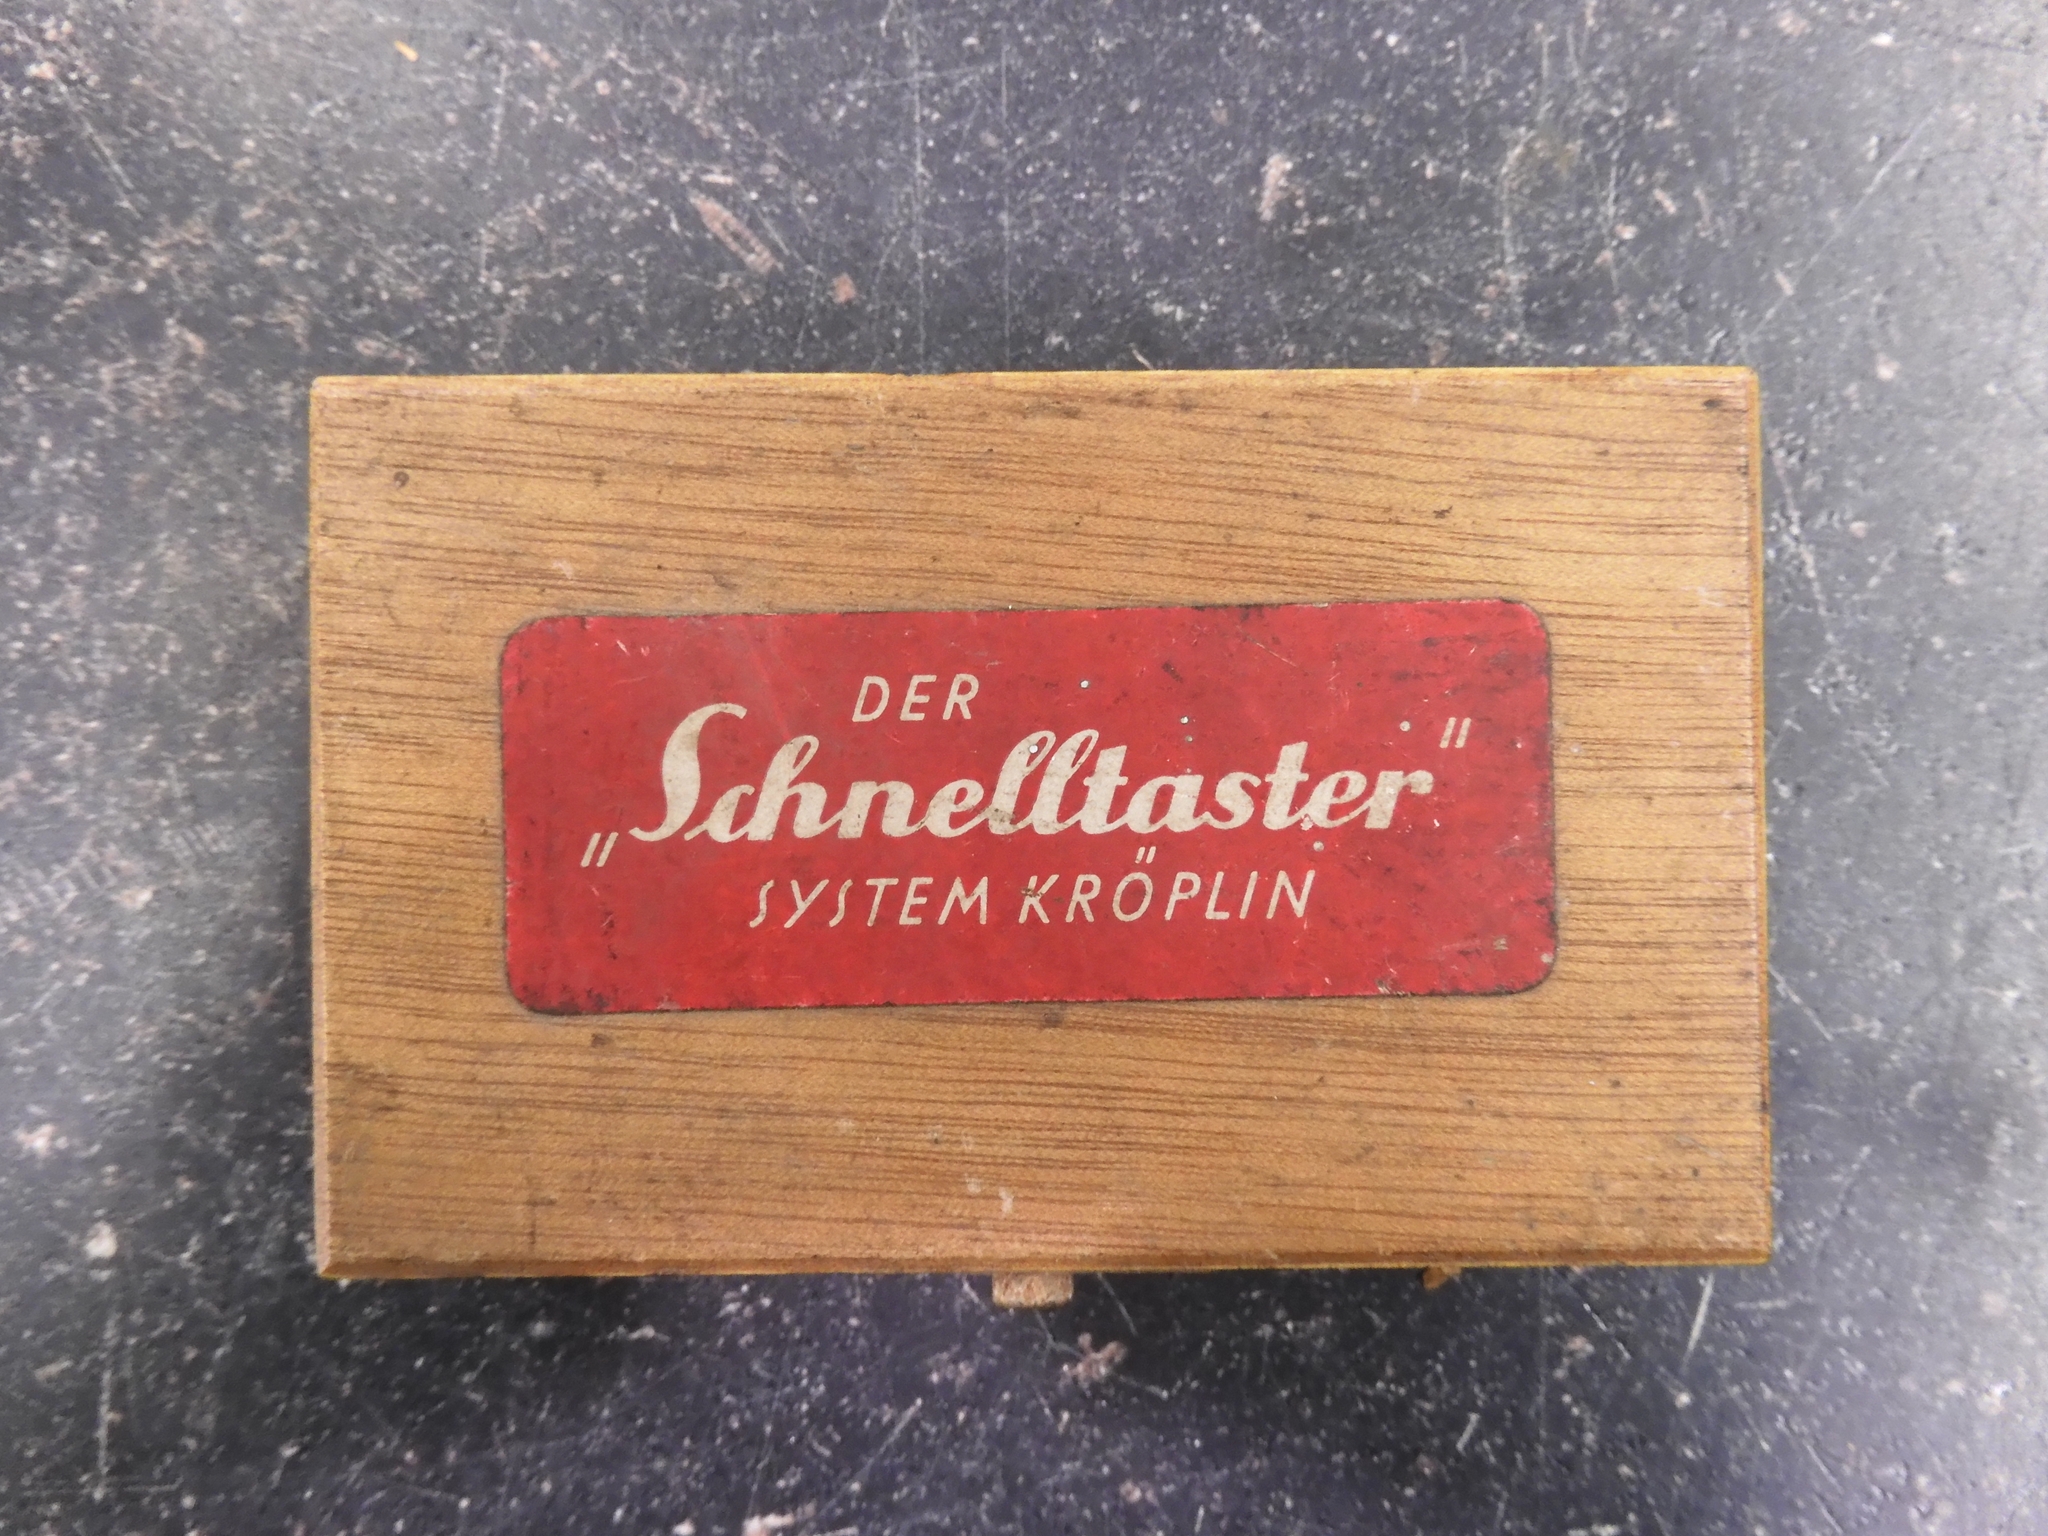 DER
„Schnelltaster"
SYSTEM KRÖPLIN